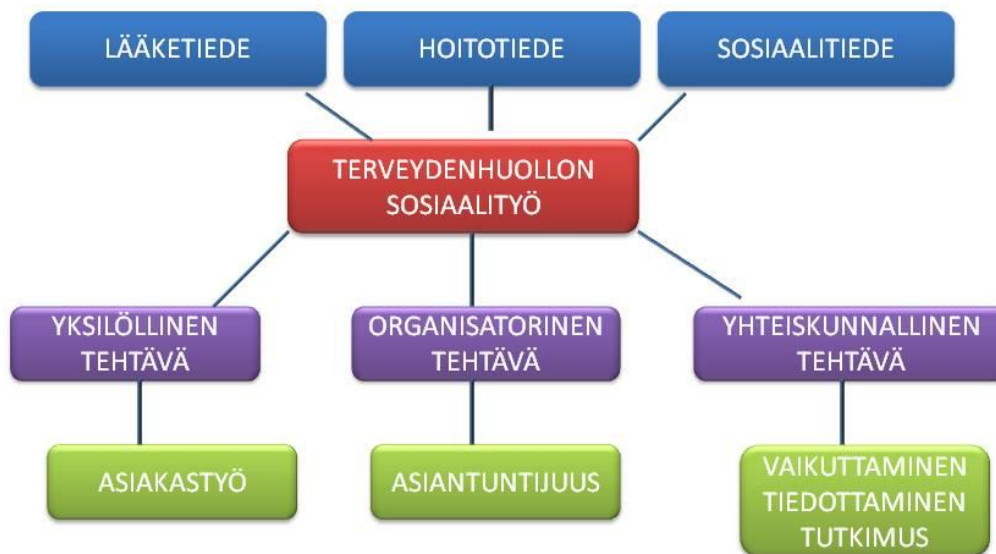 LÄÄKETIEDE
HOITOTIEDE
SOSIAALITIEDE
TERVEYDENHUOLLON
SOSIAALITYÖ
YKSILÖLLINEN
TEHTÄVÄ
ORGANISATORINEN
TEHTÄVÄ
YHTEISKUNNALLINEN
TEHTÄVÄ
ASIAKASTYÖ
ASIANTUNTIJUUS
VAIKUTTAMINEN
TIEDOTTAMINEN
TUTKIMUS